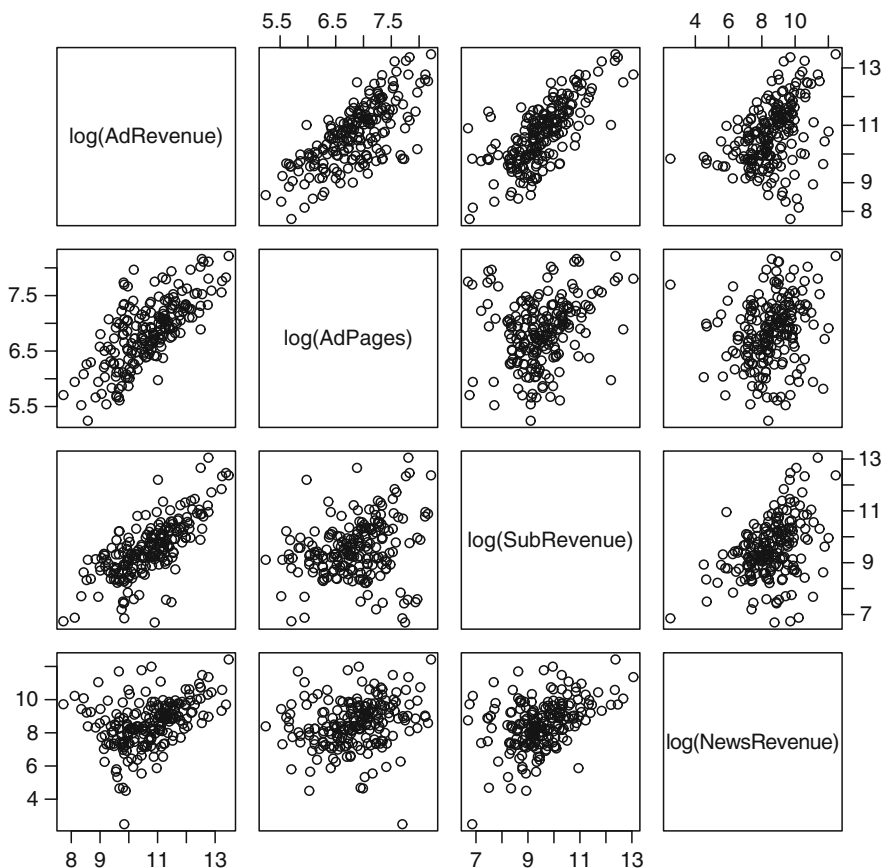 5.5 6.5 7.5
4 6 8 10
log(AdRevenue)
13
11
9
8
7.5
6.5
5.5
log(AdPages)
log(SubRevenue)
13
11
9
7
10
8
6
4
log(NewsRevenue)
8 9 11 13
7 9 11 13